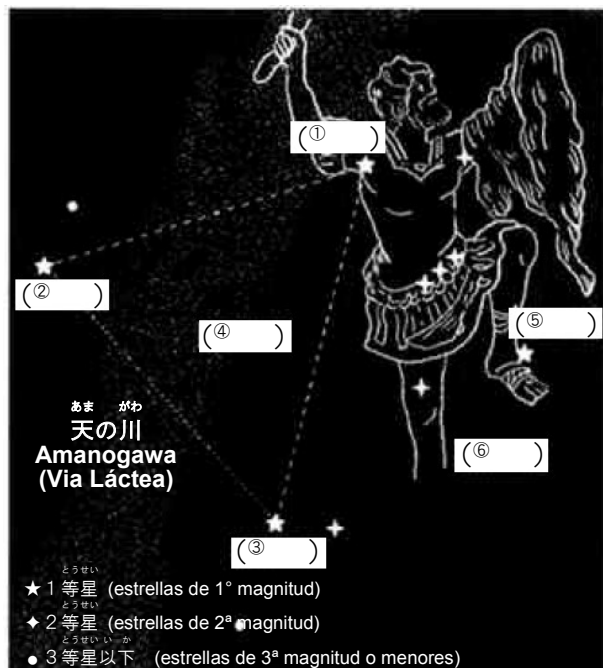 (① )
(② )
(④ )
(⑤ )
あま がわ
天の川
Amanogawa
(Via Láctea)
(⑥ )
(③ )
とうせい
★ 1 等星 (estrellas de 1° magnitud)
とうせい
✦ 2 等星 (estrellas de 2ª magnitud)
とうせい い か
● 3 等星以下 (estrellas de 3ª magnitud o menores)